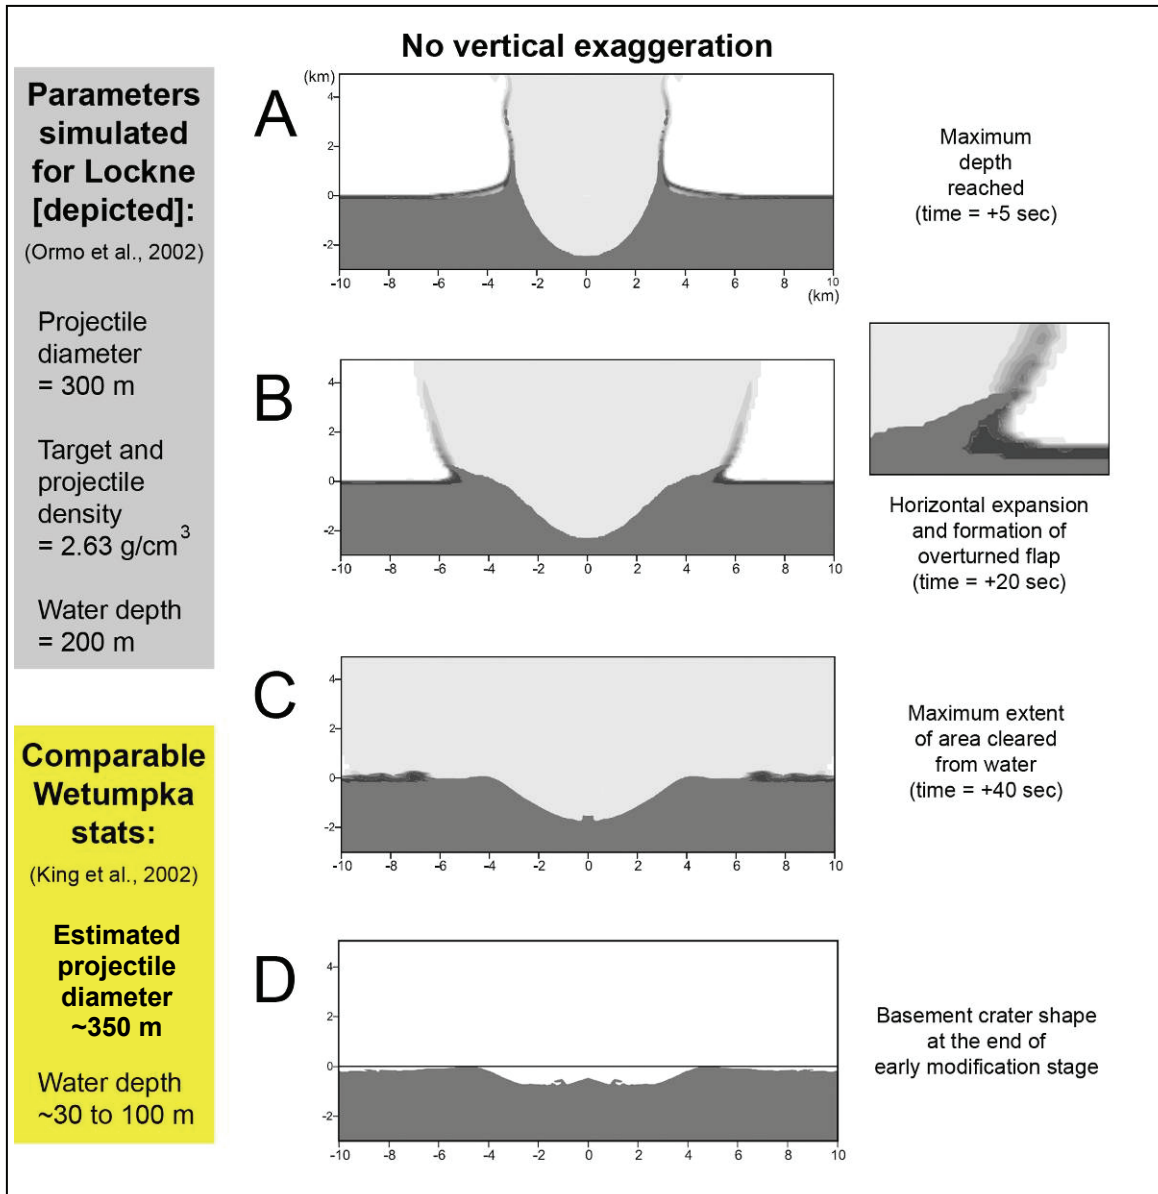 No vertical exaggeration
Parameters
simulated
for Lockne
[depicted]:
(Ormo et al., 2002)
Projectile
diameter
= 300 m
Target and
projectile
density
= 2.63 g/cm³
Water depth
= 200 m
Comparable
Wetumpka
stats:
(King et al., 2002)
Estimated
projectile
diameter
~350 m
Water depth
~30 to 100 m
A
(km)
4
2
0
-2
-10 -8 -6 -4 -2 0 2 4 6 8 10
(km)
Maximum
depth
reached
(time = +5 sec)
B
4
2
0
-2
-10 -8 -6 -4 -2 0 2 4 6 8 10
Horizontal expansion
and formation of
overturned flap
(time = +20 sec)
C
4
2
0
-2
-10 -8 -6 -4 -2 0 2 4 6 8 10
Maximum extent
of area cleared
from water
(time = +40 sec)
D
4
2
0
-2
-10 -8 -6 -4 -2 0 2 4 6 8 10
Basement crater shape
at the end of
early modification stage